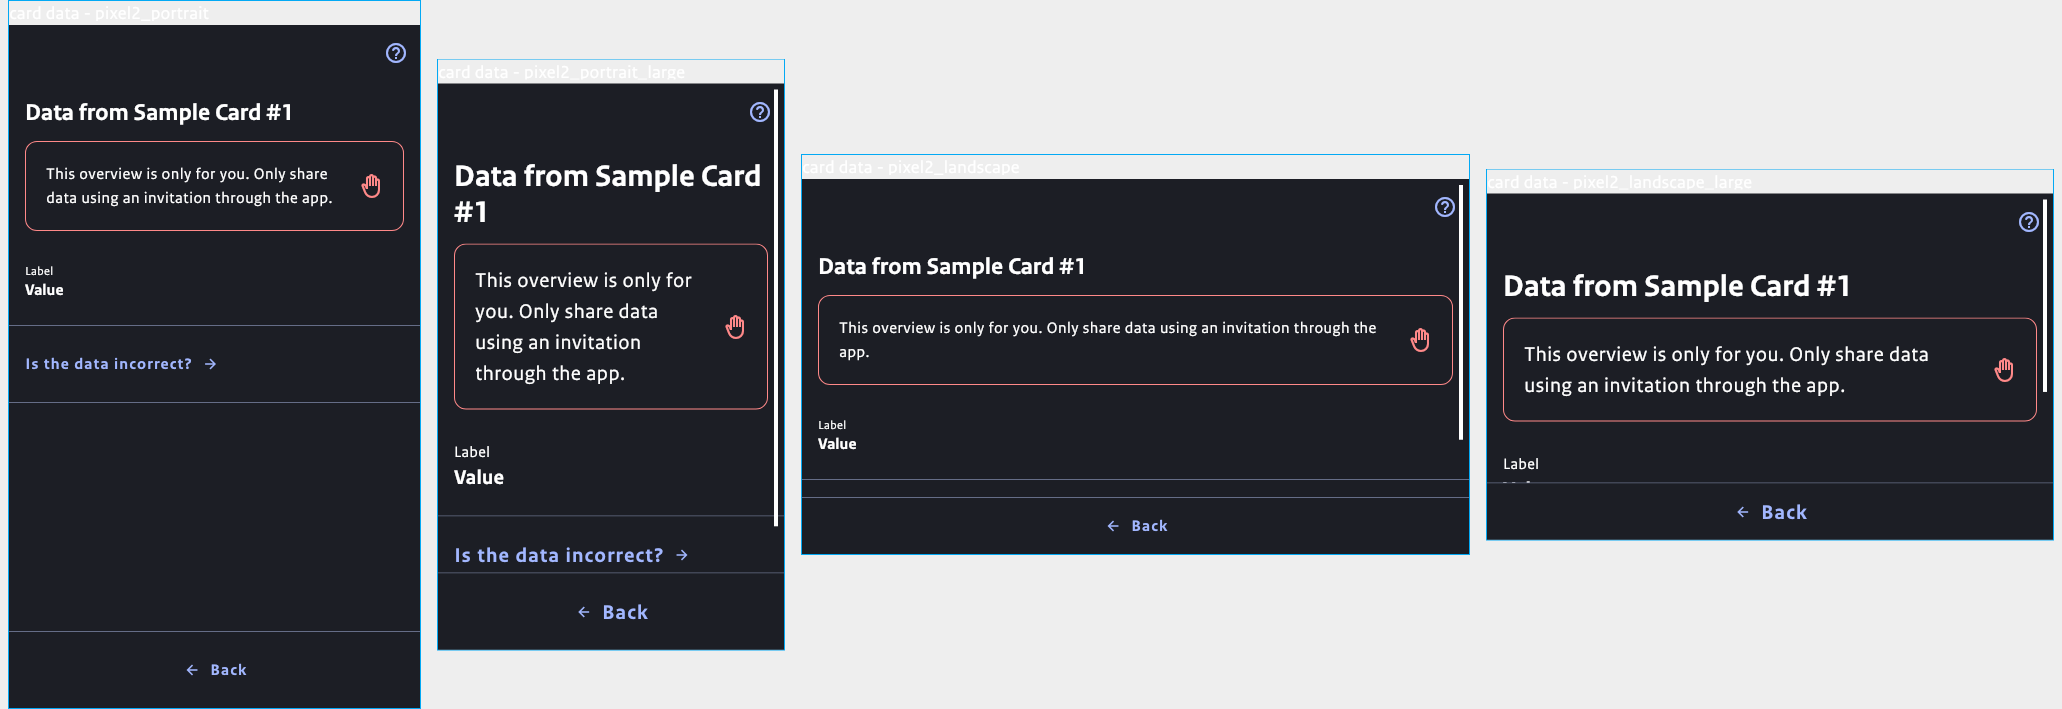 card data - pixel2_portrait
Data from Sample Card #1
This overview is only for you. Only share
data using an invitation through the app.
Label
Value
Is the data incorrect?
Back
card data - pixel2_portrait_large
Data from Sample Card
#1
This overview is only for
you. Only share data
using an invitation
through the app.
Label
Value
Is the data incorrect?
Back
card data - pixel2_landscape
Data from Sample Card #1
This overview is only for you. Only share data using an invitation through the
app.
Label
Value
Back
card data - pixel2_landscape_large
Data from Sample Card #1
This overview is only for you. Only share data
using an invitation through the app.
Label
Back